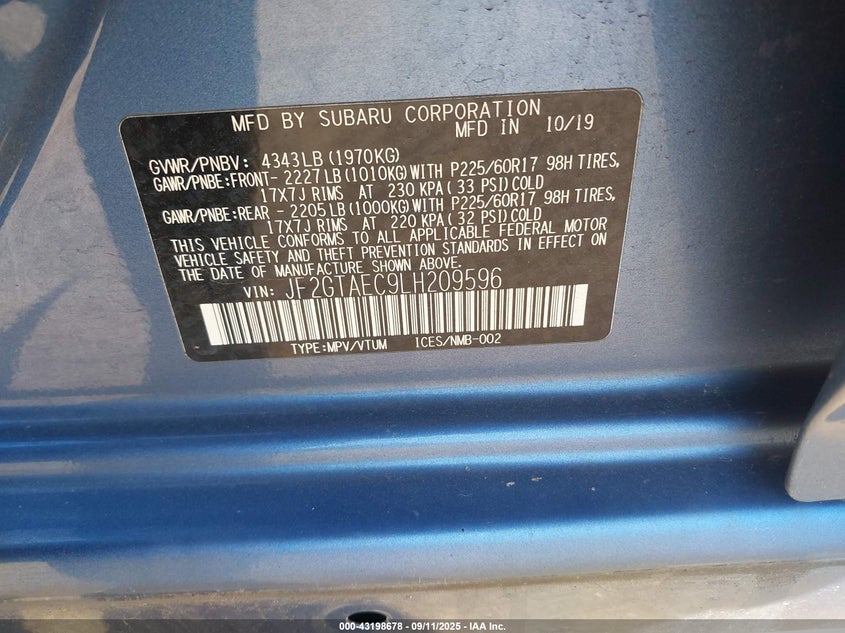 MFD BY SUBARU CORPORATION
MFD IN 10/19
GVWR/PNBV: 4343LB (1970KG)
GAWR/PNBE:FRONT- 2227 LB (1010KG) WITH P225/60R17 98H TIRES,
17X7J RIMS AT 230 KPA ( 33 PSI) COLD
GAWR/PNBE:REAR - 2205 LB (1000KG) WITH P225/60R17 98H TIRES,
17X7J RIMS AT 220 KPA ( 32 PSI) COLD
THIS VEHICLE CONFORMS TO ALL APPLICABLE FEDERAL MOTOR
VEHICLE SAFETY AND THEFT PREVENTION STANDARDS IN EFFECT ON
THE DATE OF MANUFACTURE SHOWN ABOVE.
VIN: JF2GTAEC9LH209596
TYPE:MPV/VTUM ICES/NMB-002
000-43198678 - 09/11/2025 - IAA Inc.